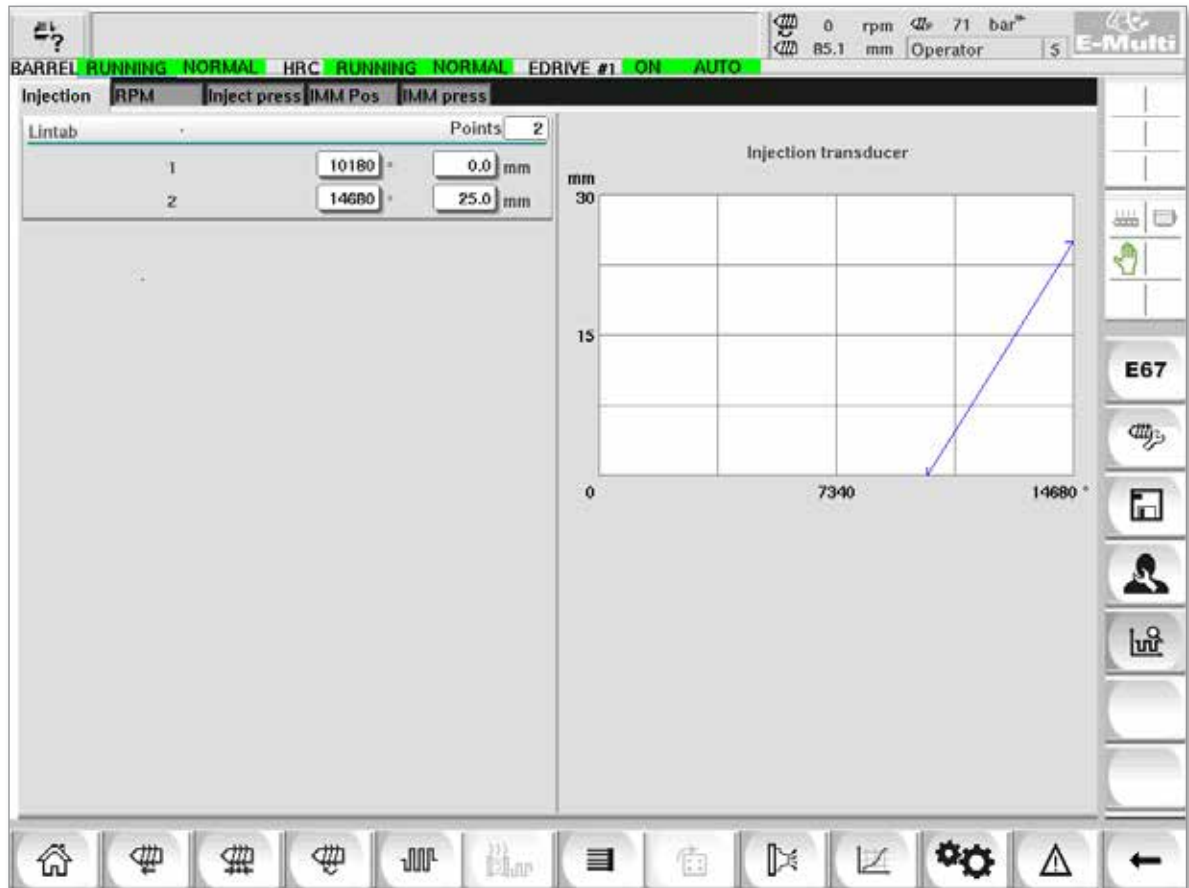 ?
0 rpm 71 bar
85.1 mm Operator 5
E-Multi
BARREL RUNNING NORMAL HRC RUNNING NORMAL EDRIVE #1 ON AUTO
Injection RPM Inject press IMM Pos IMM press
Lintab Points 2
1 10180 ° 0.0 mm
2 14680 ° 25.0 mm
Injection transducer
mm
30
15
0 7340 14680 °
E67